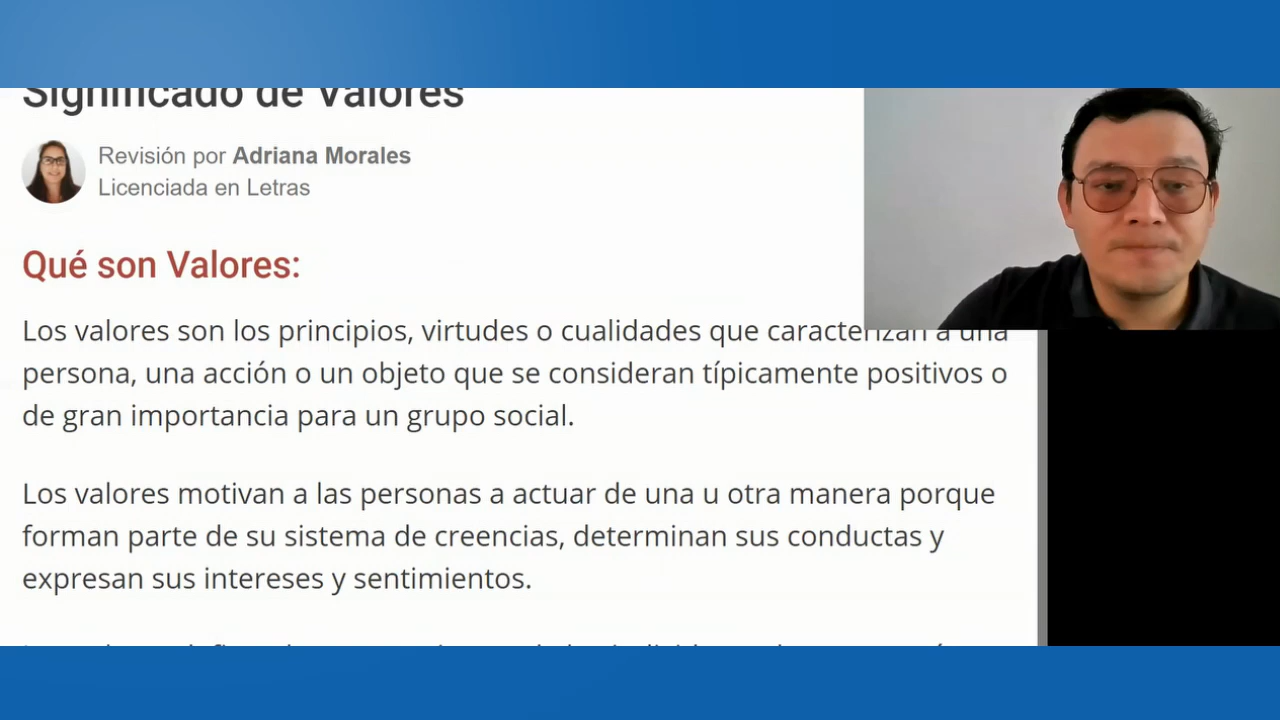 Significado de Valores
Revisión por Adriana Morales
Licenciada en Letras
Qué son Valores:
Los valores son los principios, virtudes o cualidades que caracterizan a una
persona, una acción o un objeto que se consideran típicamente positivos o
de gran importancia para un grupo social.
Los valores motivan a las personas a actuar de una u otra manera porque
forman parte de su sistema de creencias, determinan sus conductas y
expresan sus intereses y sentimientos.